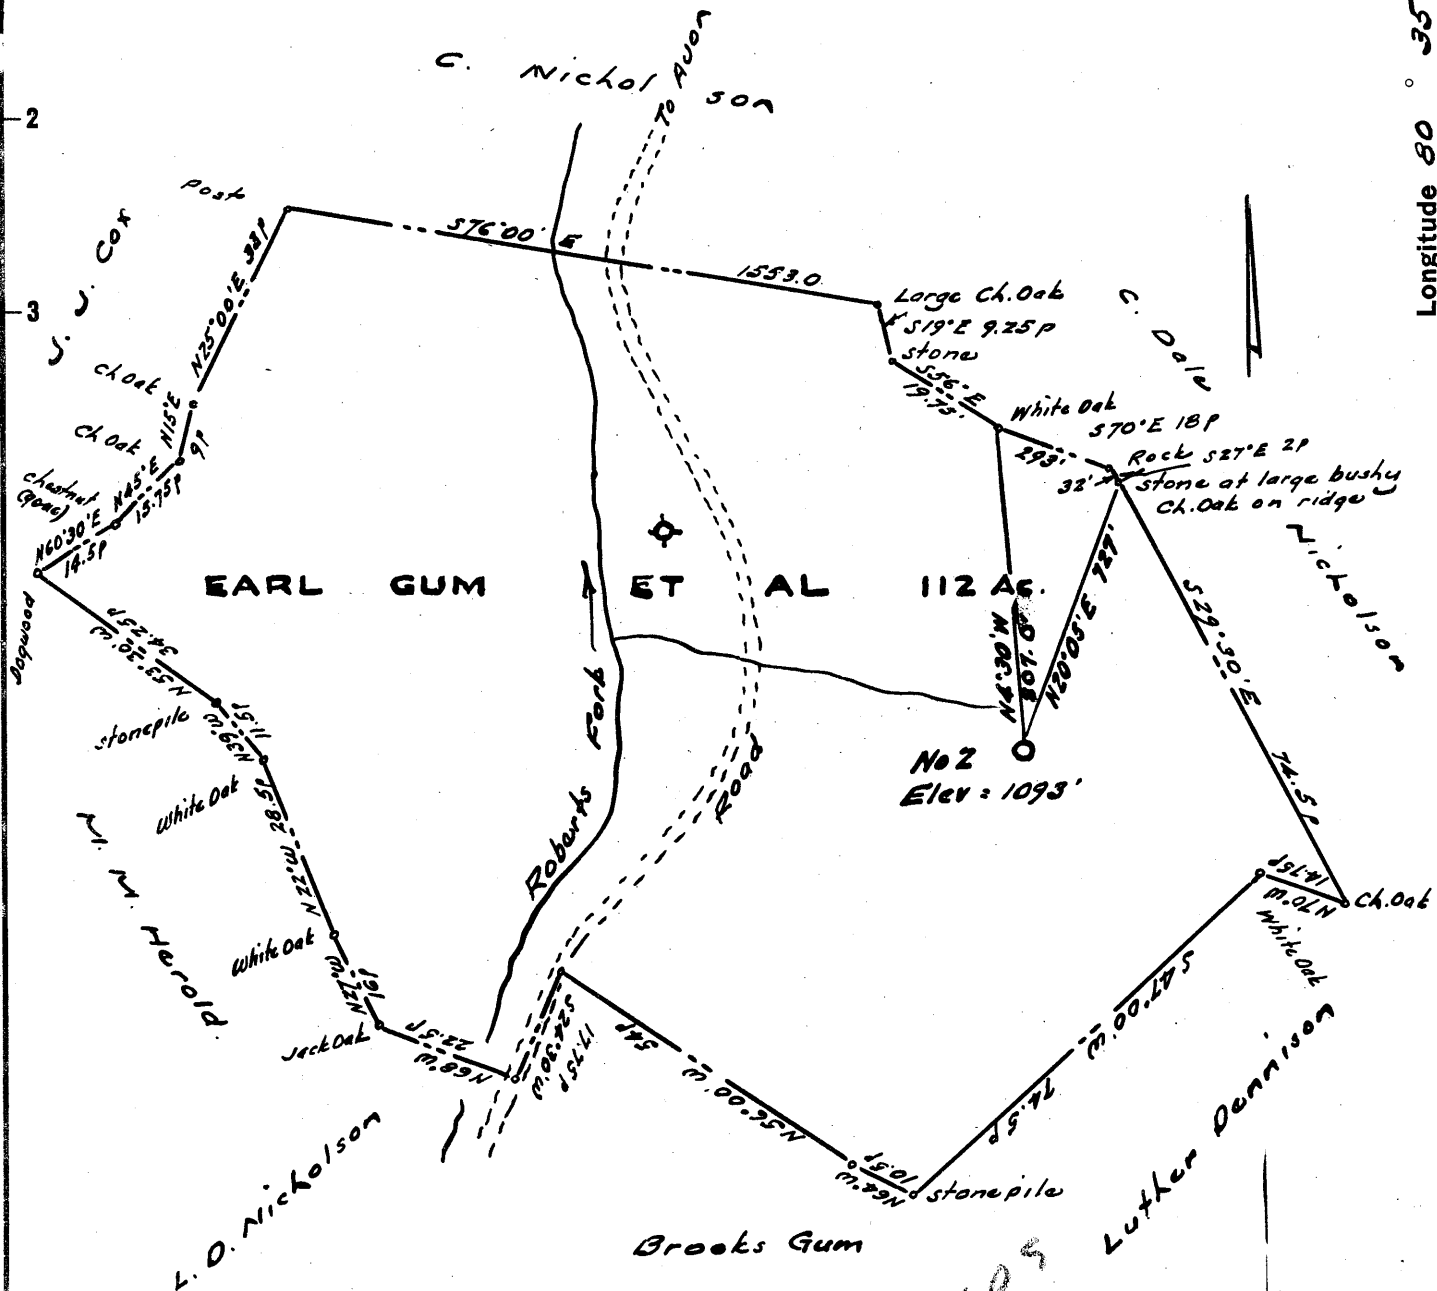 35
Longitude 80 °
C. Nicholson
To Avon
2
3
Post
J. J. Cox
S76°00' E
1553.0
N25°00'E 33P
Large Ch. Oak
S19°E 9.25P
Stone
S56°E
19.75'
C. Dale Nicholson
White Oak
S70°E 18P
293'
Rock S27°E 2P
32'
Stone at large bushy
Ch. Oak on ridge
Ch Oak
N15°E
9P
Ch Oak
N45°E
15.75P
Chestnut
(gone)
N60°30'E
14.5P
Dogwood
EARL GUM ET AL 112 Ac.
N4°30'W
807.0'
N20°05'E 727'
S29°30'E
74.5P
34.25P
N53°30'W
Stonepile
11.5P
N39°W
White Oak
N22°W 28.5P
White Oak
N27°W
16P
Jack Oak
22.5P
N68°W
M. M. Harold
Roberts Fork
Road
No 2
Elev = 1093'
S24°30'W
17.75P
54P
N56°00'W
10.5P
N64°W
Stonepile
74.5P
S47°00'W
14.75P
N70°W
Ch. Oak
White Oak
L. D. Nicholson
Brooks Gum
Luther Dennison